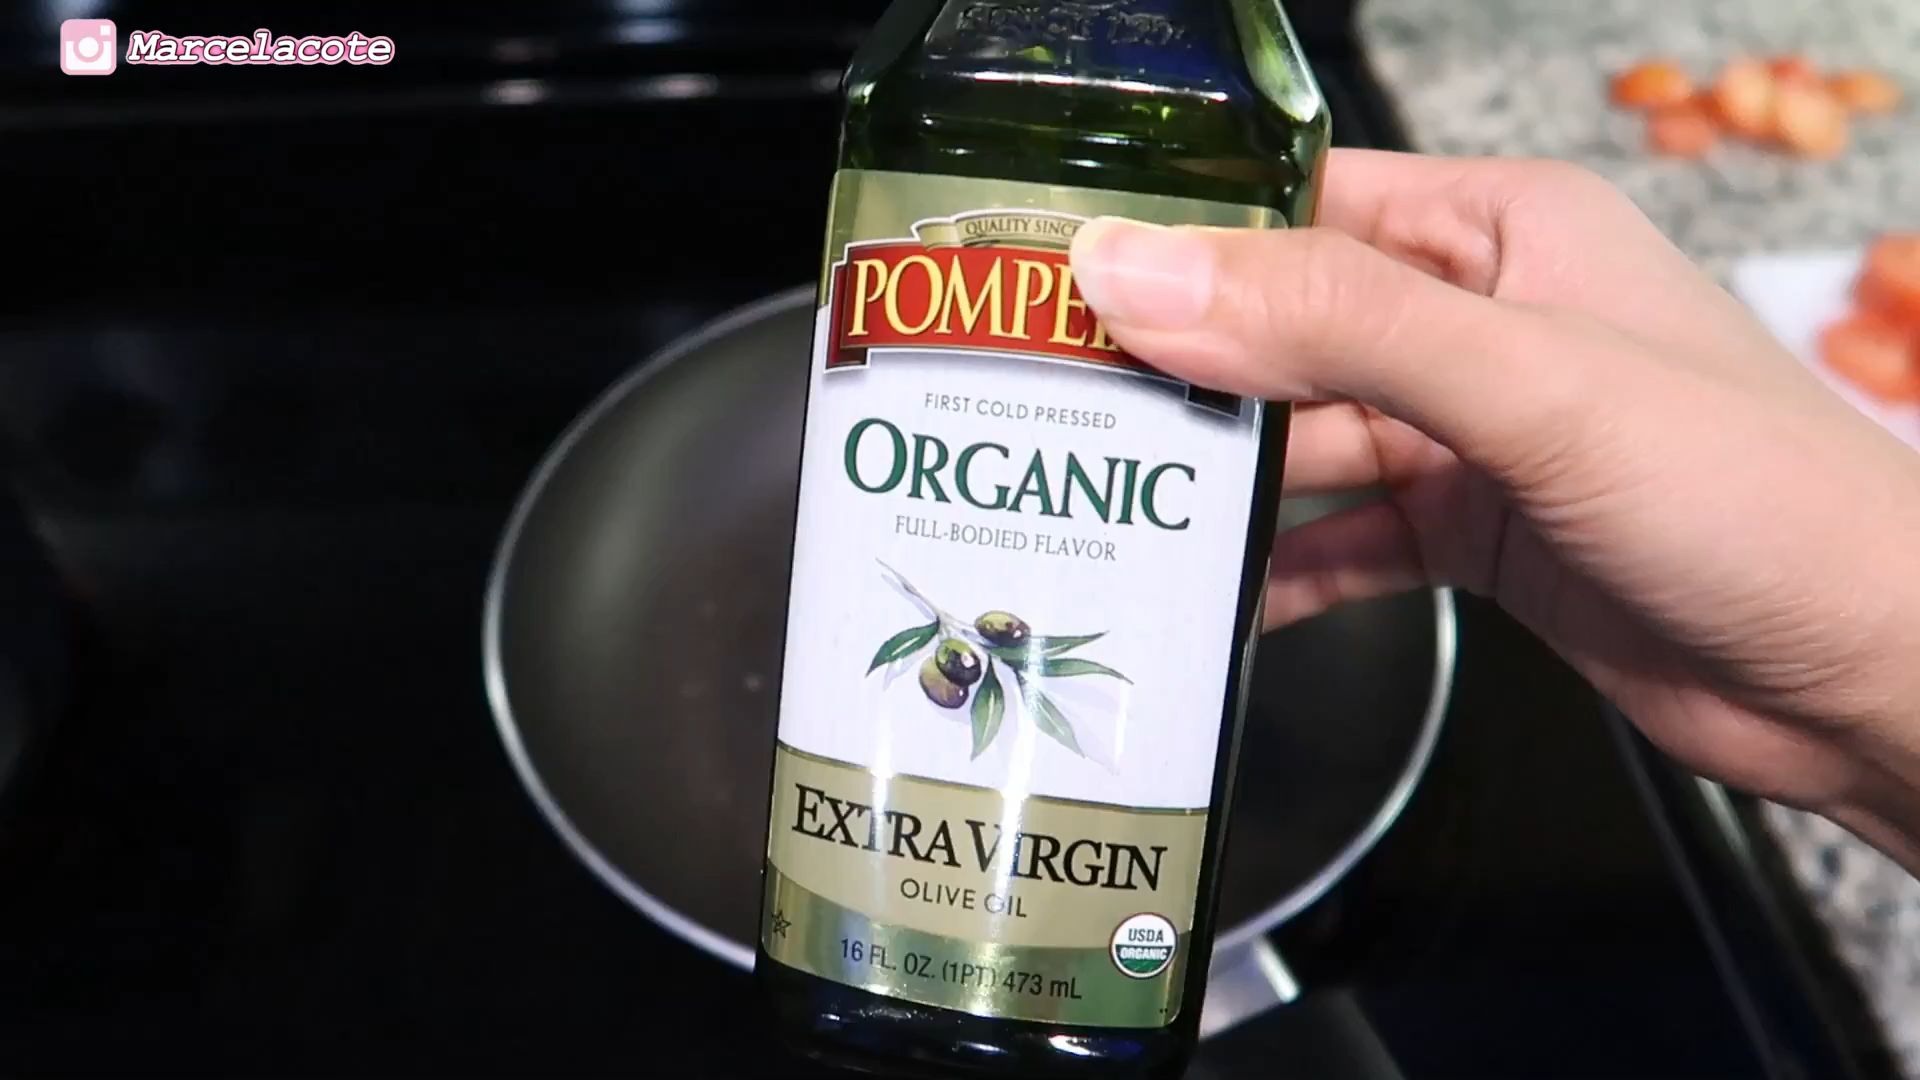 Marcelacote
QUALITY SINCE
POMPE
FIRST COLD PRESSED
ORGANIC
FULL-BODIED FLAVOR
EXTRA VIRGIN
OLIVE OIL
USDA
ORGANIC
16 FL. OZ. (1PT) 473 mL